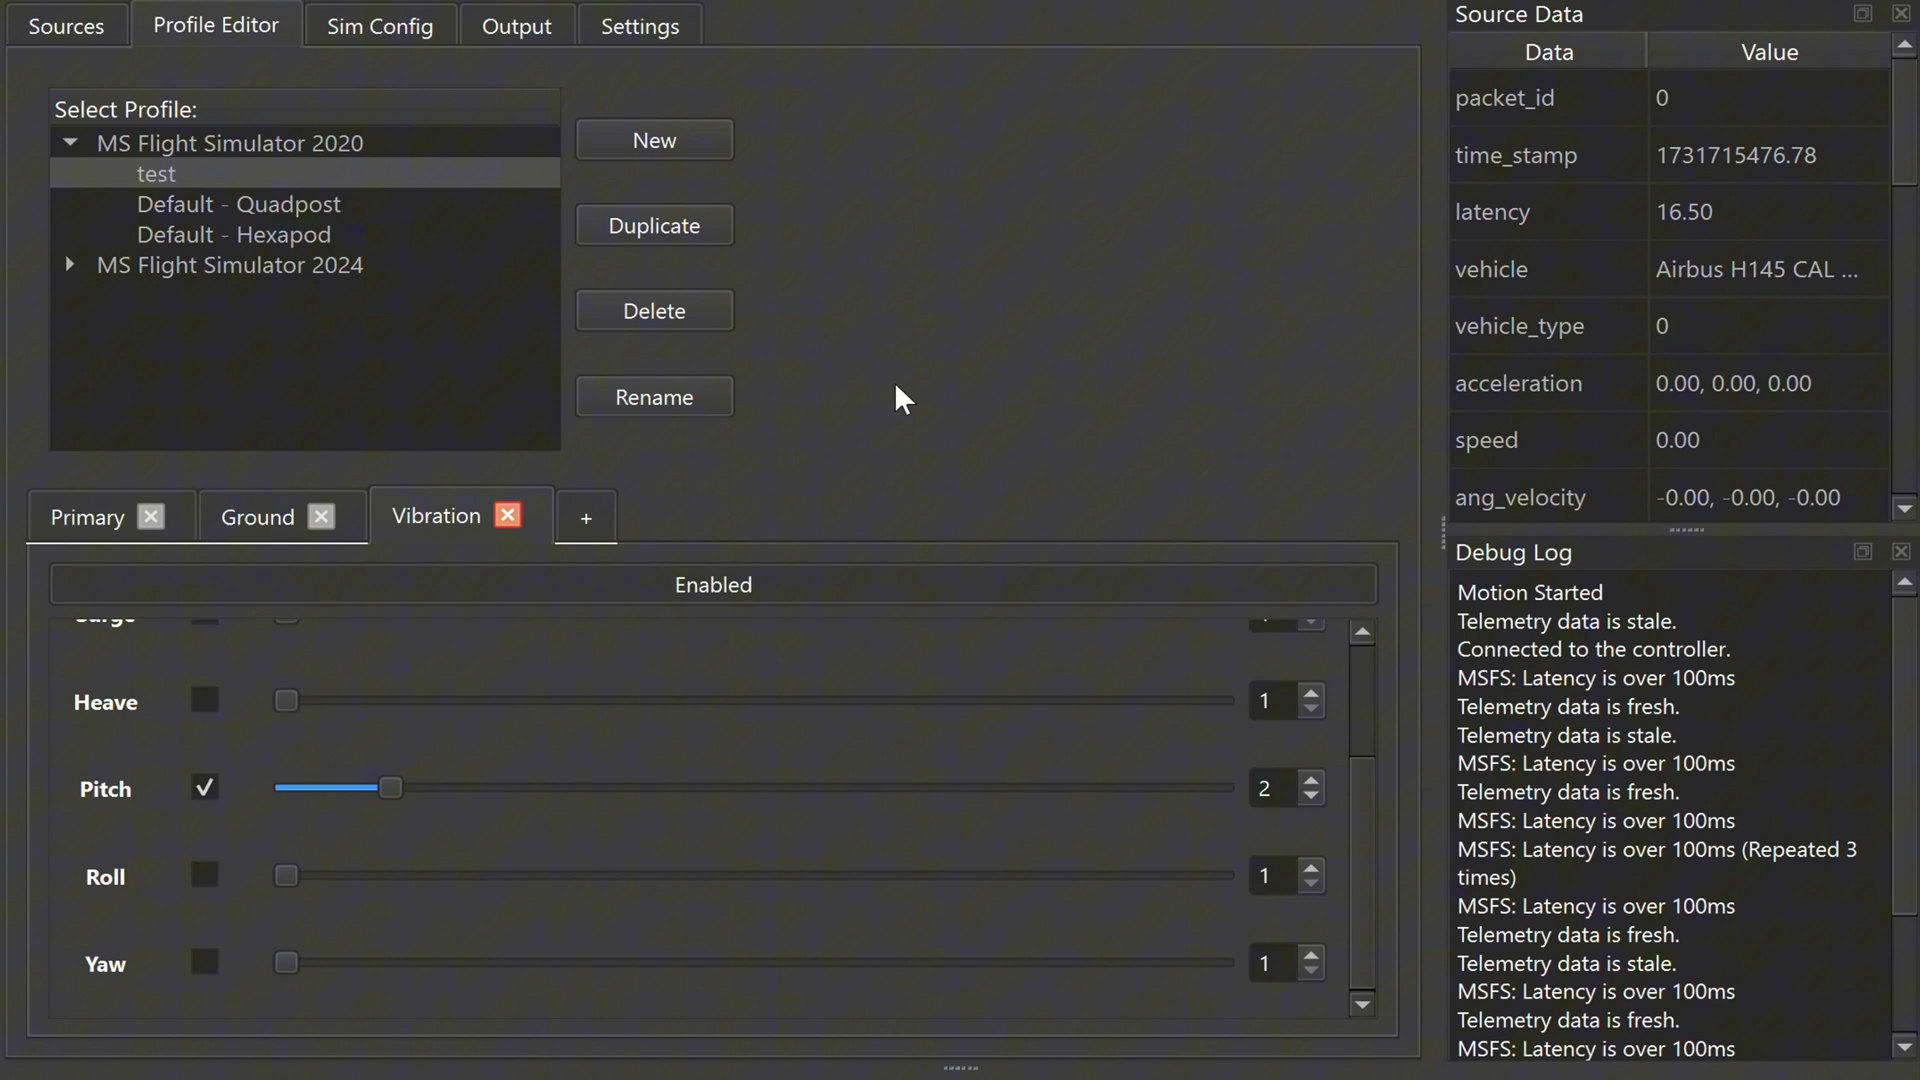 Sources
Profile Editor
Sim Config
Output
Settings
Select Profile:
MS Flight Simulator 2020
test
Default - Quadpost
Default - Hexapod
MS Flight Simulator 2024
New
Duplicate
Delete
Rename
Primary
Ground
Vibration
+
Enabled
Surge
Heave
1
Pitch
2
Roll
1
Yaw
1
Source Data
Data Value
packet_id 0
time_stamp 1731715476.78
latency 16.50
vehicle Airbus H145 CAL ...
vehicle_type 0
acceleration 0.00, 0.00, 0.00
speed 0.00
ang_velocity -0.00, -0.00, -0.00
Debug Log
Motion Started
Telemetry data is stale.
Connected to the controller.
MSFS: Latency is over 100ms
Telemetry data is fresh.
Telemetry data is stale.
MSFS: Latency is over 100ms
Telemetry data is fresh.
MSFS: Latency is over 100ms
MSFS: Latency is over 100ms (Repeated 3
times)
MSFS: Latency is over 100ms
Telemetry data is fresh.
Telemetry data is stale.
MSFS: Latency is over 100ms
Telemetry data is fresh.
MSFS: Latency is over 100ms